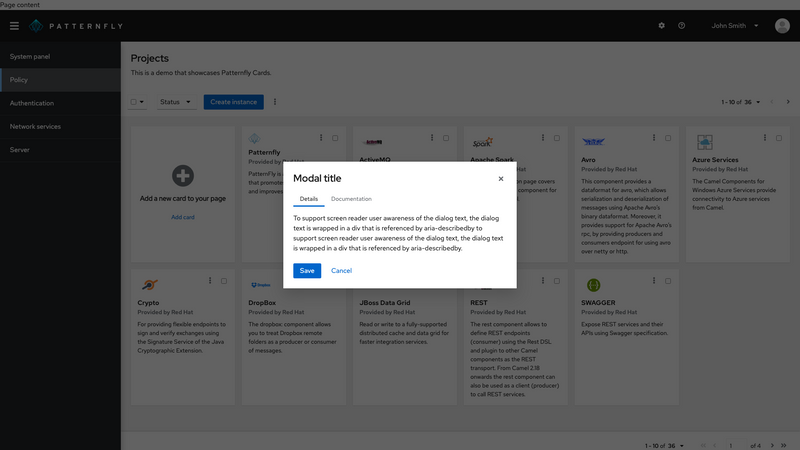 Page content
PATTERNFLY
John Smith
System panel
Policy
Authentication
Network services
Server
Projects
This is a demo that showcases Patternfly Cards.
Status
Create instance
1 - 10 of 36
Add a new card to your page
Add card
Patternfly
Provided by Red Hat
PatternFly is
that promote
and improves
ActiveMQ
Apache Spark
page covers
component for
Avro
Provided by Red Hat
This component provides a
dataformat for avro, which allows
serialization and deserialization of
messages using Apache Avro's
binary dataformat. Moreover, it
provides support for Apache Avro's
rpc, by providing producers and
consumers endpoint for using avro
over netty or http.
Azure Services
Provided by Red Hat
The Camel Components for
Windows Azure Services provide
connectivity to Azure services
from Camel.
Modal title
Details
Documentation
To support screen reader user awareness of the dialog text, the dialog
text is wrapped in a div that is referenced by aria-describedby to
support screen reader user awareness of the dialog text, the dialog text
is wrapped in a div that is referenced by aria-describedby.
Save
Cancel
Crypto
Provided by Red Hat
For providing flexible endpoints to
sign and verify exchanges using
the Signature Service of the Java
Cryptographic Extension.
Dropbox
DropBox
Provided by Red Hat
The dropbox component allows
you to treat Dropbox remote
folders as a producer or consumer
of messages.
JBoss Data Grid
Provided by Red Hat
Read or write to a fully-supported
distributed cache and data grid for
faster integration services.
REST
Provided by Red Hat
The rest component allows to
define REST endpoints
(consumer) using the Rest DSL
and plugin to other Camel
components as the REST
transport. From Camel 2.18
onwards the rest component can
also be used as a client (producer)
to call REST services.
SWAGGER
Provided by Red Hat
Expose REST services and their
APIs using Swagger specification.
1 - 10 of 36
1
of 4